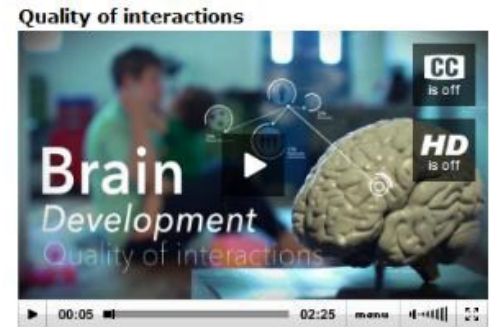 Quality of interactions
CC
is off
HD
is off
Brain
Development
Quality of interactions
00:05
02:25
menu